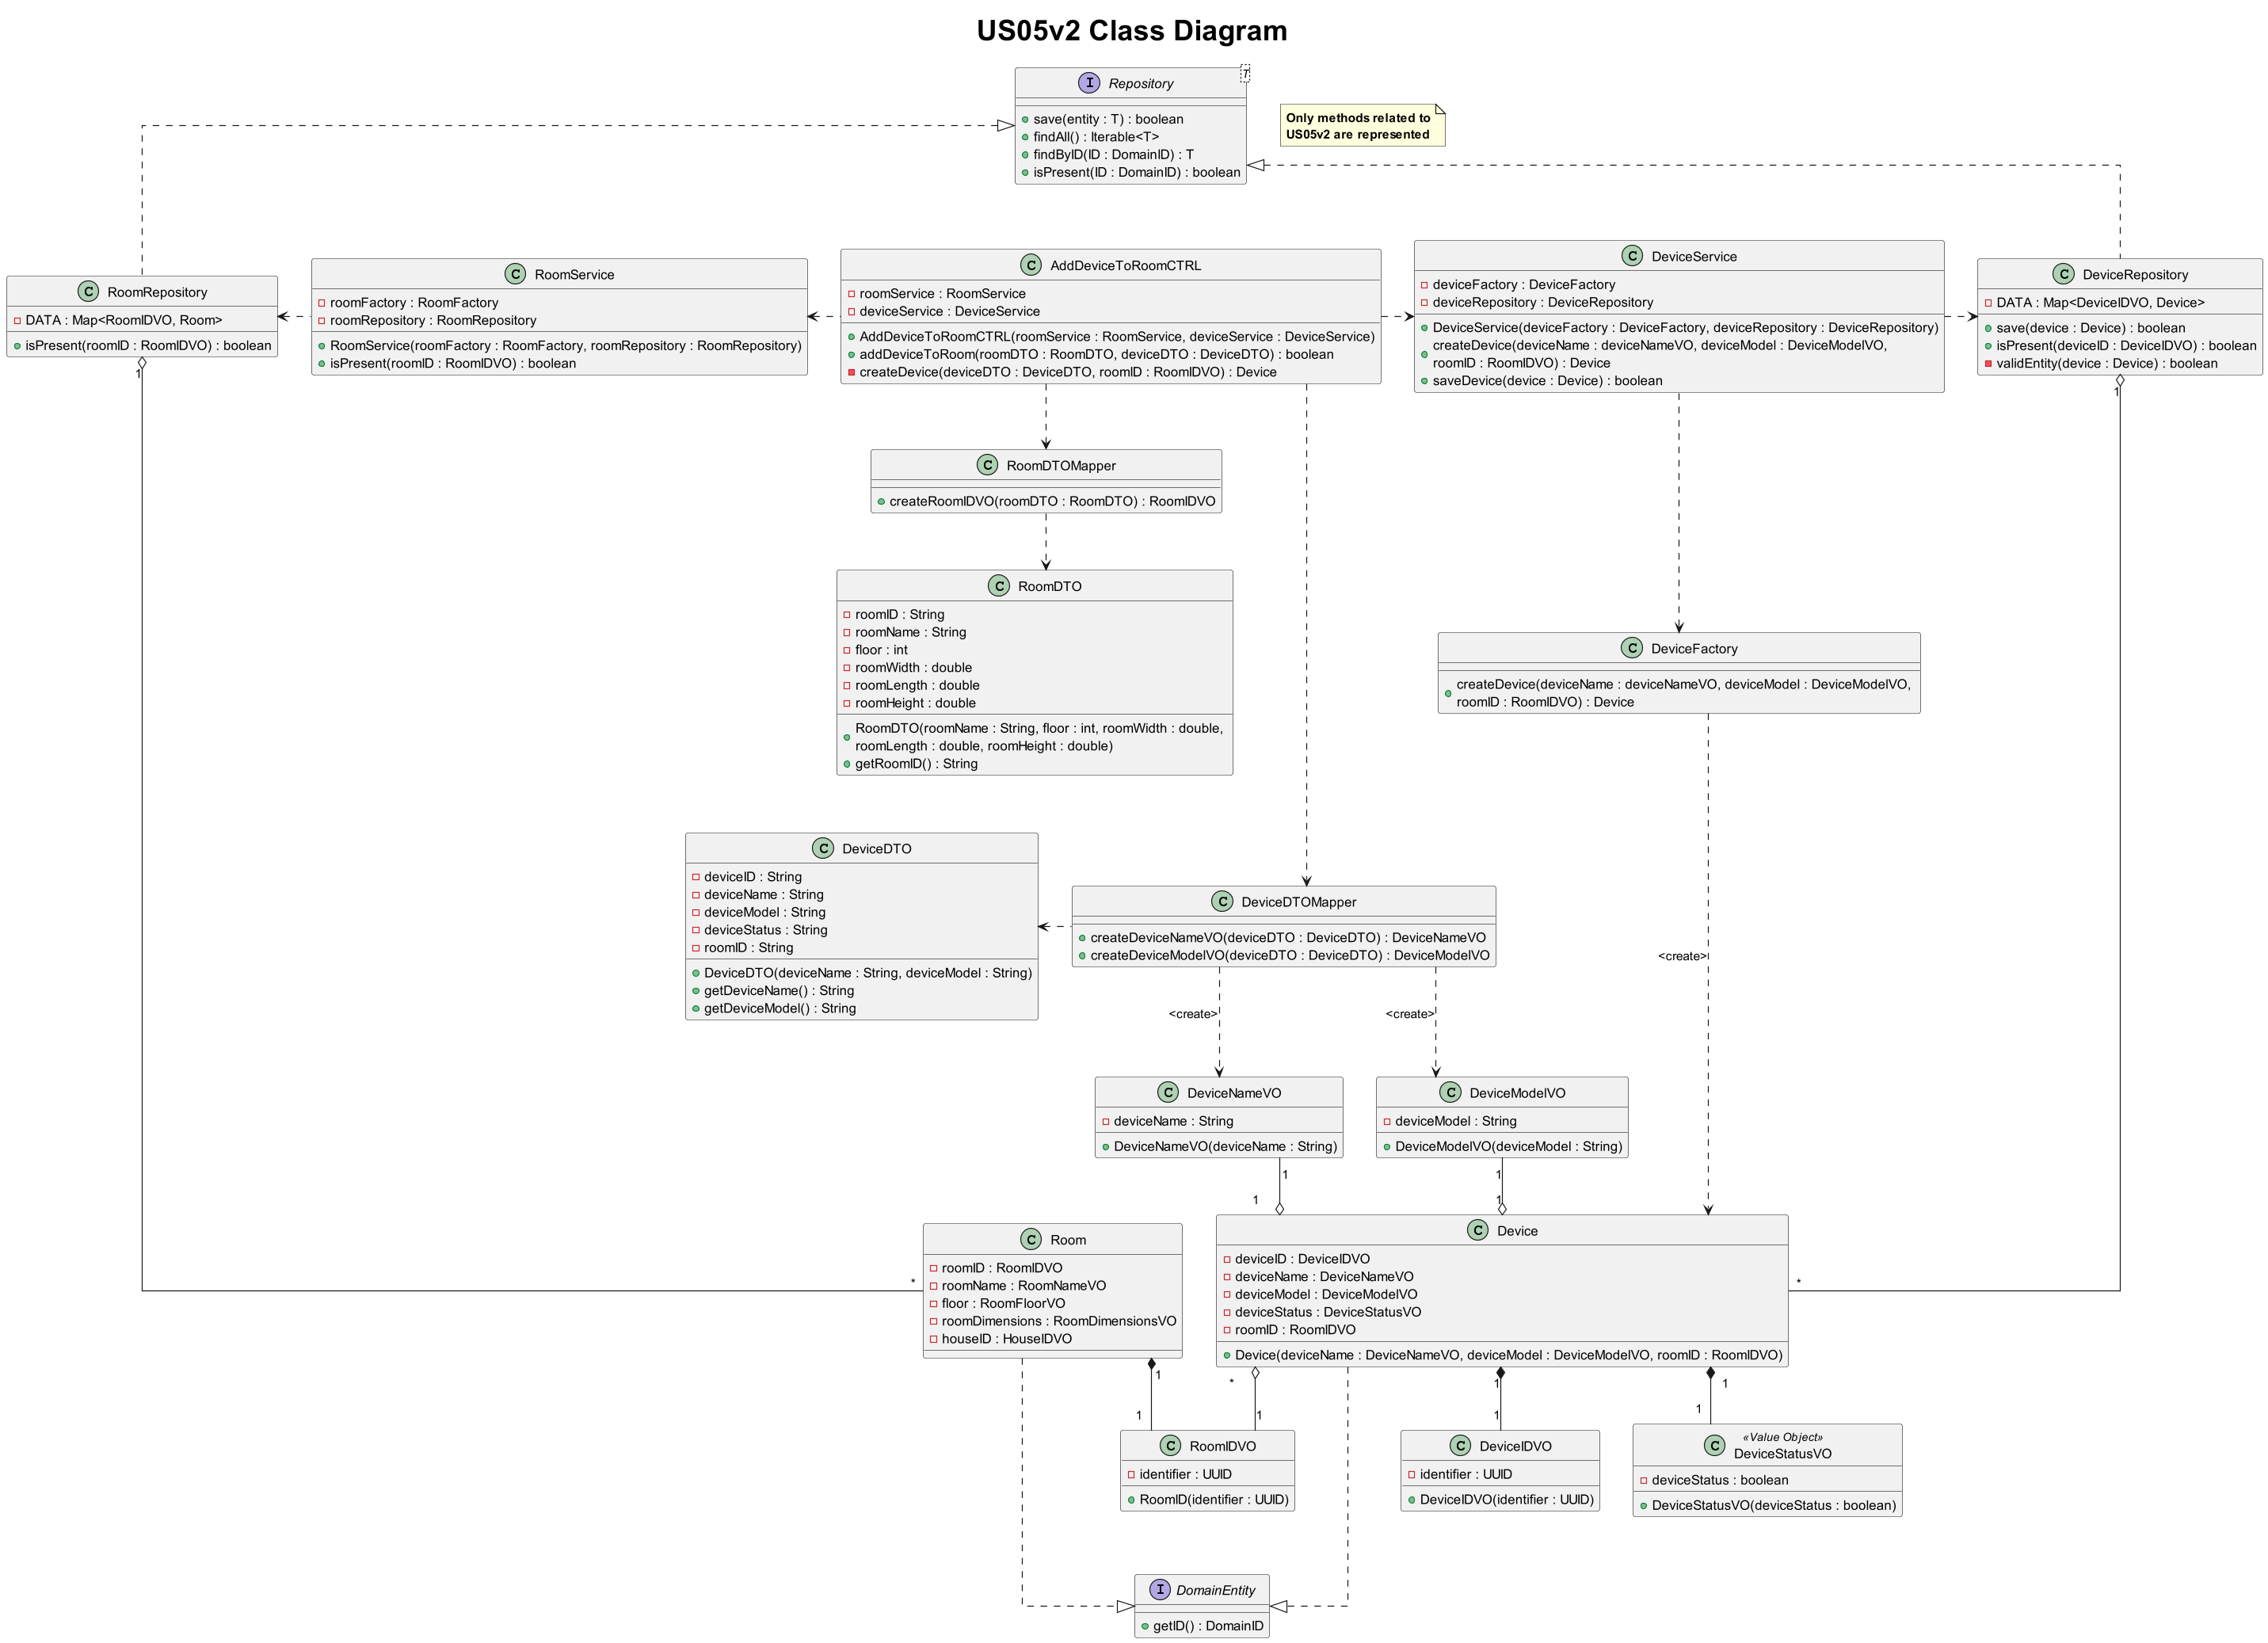 US05v2 Class Diagram
I Repository T
save(entity : T) : boolean
findAll() : Iterable<T>
findByID(ID : DomainID) : T
isPresent(ID : DomainID) : boolean
Only methods related to
US05v2 are represented
C RoomRepository
DATA : Map<RoomIDVO, Room>
isPresent(roomID : RoomIDVO) : boolean
1
C RoomService
roomFactory : RoomFactory
roomRepository : RoomRepository
RoomService(roomFactory : RoomFactory, roomRepository : RoomRepository)
isPresent(roomID : RoomIDVO) : boolean
C AddDeviceToRoomCTRL
roomService : RoomService
deviceService : DeviceService
AddDeviceToRoomCTRL(roomService : RoomService, deviceService : DeviceService)
addDeviceToRoom(roomDTO : RoomDTO, deviceDTO : DeviceDTO) : boolean
createDevice(deviceDTO : DeviceDTO, roomID : RoomIDVO) : Device
C DeviceService
deviceFactory : DeviceFactory
deviceRepository : DeviceRepository
DeviceService(deviceFactory : DeviceFactory, deviceRepository : DeviceRepository)
createDevice(deviceName : deviceNameVO, deviceModel : DeviceModelVO,
roomID : RoomIDVO) : Device
saveDevice(device : Device) : boolean
C DeviceRepository
DATA : Map<DeviceIDVO, Device>
save(device : Device) : boolean
isPresent(deviceID : DeviceIDVO) : boolean
validEntity(device : Device) : boolean
1
C RoomDTOMapper
createRoomIDVO(roomDTO : RoomDTO) : RoomIDVO
C RoomDTO
roomID : String
roomName : String
floor : int
roomWidth : double
roomLength : double
roomHeight : double
RoomDTO(roomName : String, floor : int, roomWidth : double,
roomLength : double, roomHeight : double)
getRoomID() : String
C DeviceFactory
createDevice(deviceName : deviceNameVO, deviceModel : DeviceModelVO,
roomID : RoomIDVO) : Device
C DeviceDTO
deviceID : String
deviceName : String
deviceModel : String
deviceStatus : String
roomID : String
DeviceDTO(deviceName : String, deviceModel : String)
getDeviceName() : String
getDeviceModel() : String
C DeviceDTOMapper
createDeviceNameVO(deviceDTO : DeviceDTO) : DeviceNameVO
createDeviceModelVO(deviceDTO : DeviceDTO) : DeviceModelVO
<create>
<create>
<create>
C DeviceNameVO
deviceName : String
DeviceNameVO(deviceName : String)
1
1
C DeviceModelVO
deviceModel : String
DeviceModelVO(deviceModel : String)
1
1
C Room
roomID : RoomIDVO
roomName : RoomNameVO
floor : RoomFloorVO
roomDimensions : RoomDimensionsVO
houseID : HouseIDVO
*
1
1
C Device
deviceID : DeviceIDVO
deviceName : DeviceNameVO
deviceModel : DeviceModelVO
deviceStatus : DeviceStatusVO
roomID : RoomIDVO
Device(deviceName : DeviceNameVO, deviceModel : DeviceModelVO, roomID : RoomIDVO)
*
*
1
1
1
1
1
C RoomIDVO
identifier : UUID
RoomID(identifier : UUID)
C DeviceIDVO
identifier : UUID
DeviceIDVO(identifier : UUID)
«Value Object»
C DeviceStatusVO
deviceStatus : boolean
DeviceStatusVO(deviceStatus : boolean)
I DomainEntity
getID() : DomainID